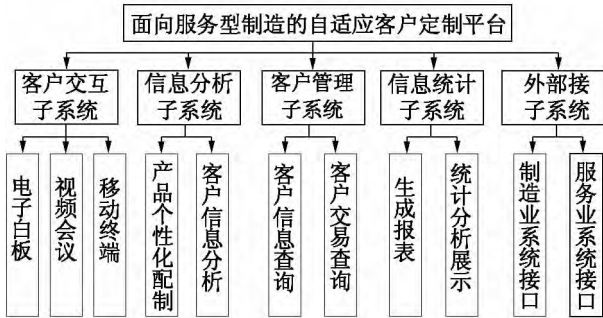 面向服务型制造的自适应客户定制平台
客户交互
子系统
信息分析
子系统
客户管理
子系统
信息统计
子系统
外部接
子系统
电子白板
视频会议
移动终端
产品个性化配制
客户信息分析
客户信息查询
客户交易查询
生成报表
统计分析展示
制造业系统接口
服务业系统接口